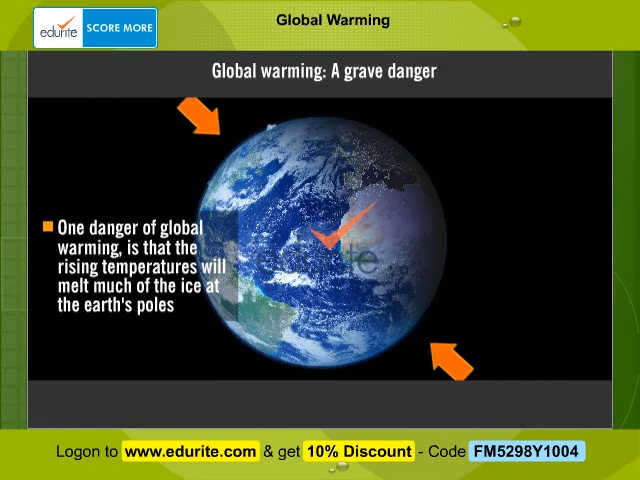 Global Warming
edurite SCORE MORE
Global warming: A grave danger
One danger of global
warming, is that the
rising temperatures will
melt much of the ice at
the earth's poles
edurite
Logon to www.edurite.com & get 10% Discount - Code FM5298Y1004